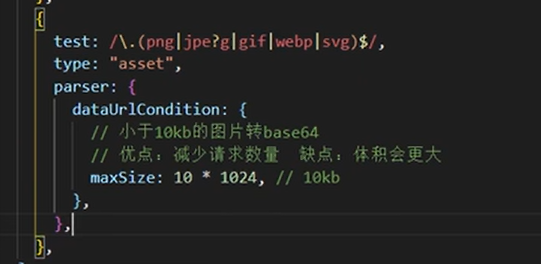 },
{
test: /\.(png|jpe?g|gif|webp|svg)$/,
type: "asset",
parser: {
dataUrlCondition: {
// 小于10kb的图片转base64
// 优点：减少请求数量  缺点：体积会更大
maxSize: 10 * 1024, // 10kb
},
},
},